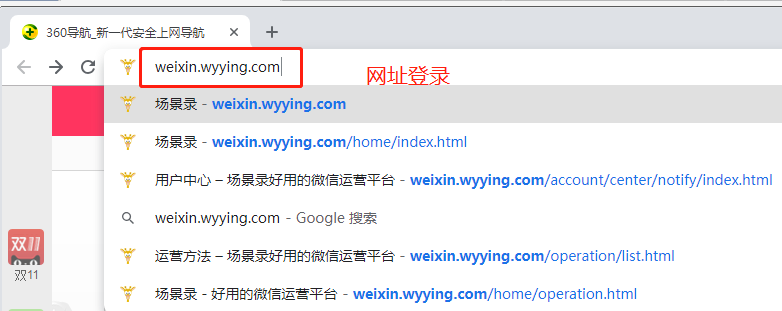 360导航_新一代安全上网导航
weixin.wyying.com
网址登录
场景录 - weixin.wyying.com
场景录 - weixin.wyying.com/home/index.html
用户中心 – 场景录好用的微信运营平台 - weixin.wyying.com/account/center/notify/index.html
weixin.wyying.com - Google 搜索
运营方法 – 场景录好用的微信运营平台 - weixin.wyying.com/operation/list.html
场景录 - 好用的微信运营平台 - weixin.wyying.com/home/operation.html
双11
双11